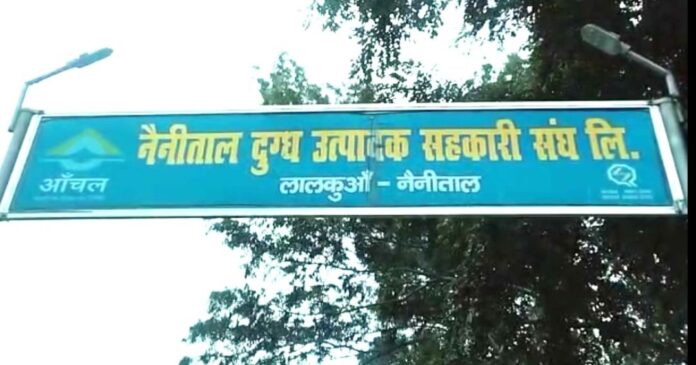 नैनीताल दुग्ध उत्पादक सहकारी संघ लि.
आँचल
लालकुआँ - नैनीताल